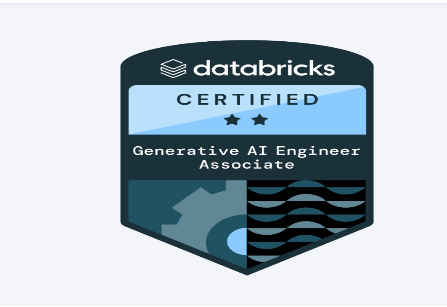 databricks
CERTIFIED
Generative AI Engineer
Associate